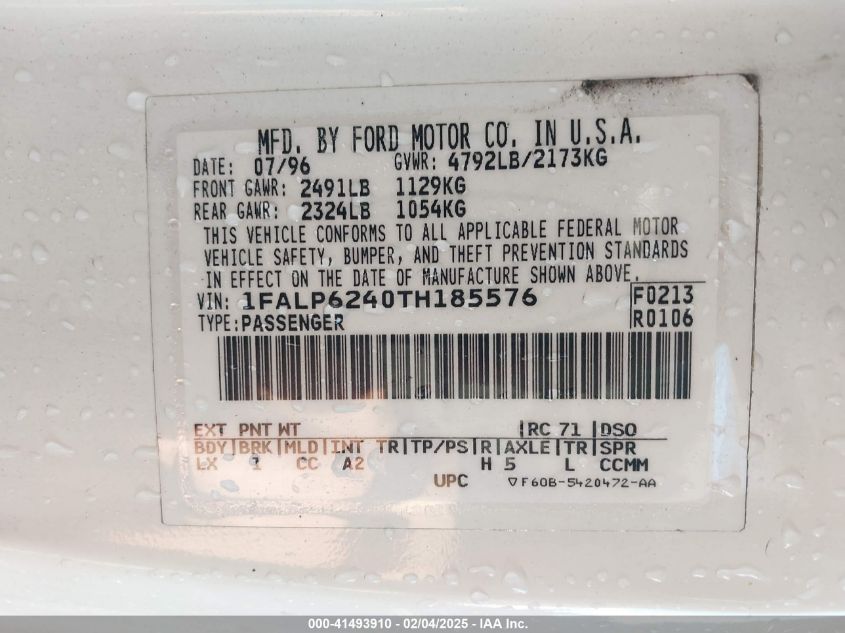 MFD. BY FORD MOTOR CO. IN U.S.A.
DATE: 07/96 GVWR: 4792LB/2173KG
FRONT GAWR: 2491LB 1129KG
REAR GAWR: 2324LB 1054KG
THIS VEHICLE CONFORMS TO ALL APPLICABLE FEDERAL MOTOR
VEHICLE SAFETY, BUMPER, AND THEFT PREVENTION STANDARDS
IN EFFECT ON THE DATE OF MANUFACTURE SHOWN ABOVE.
VIN: 1FALP6240TH185576 F0213
TYPE: PASSENGER R0106
EXT PNT WT RC 71 DSO
BDY BRK MLD INT TR TP/PS R AXLE TR SPR
LX 1 CC A2 H 5 L CCMM
UPC F60B-5420472-AA
000-41493910 - 02/04/2025 - IAA Inc.